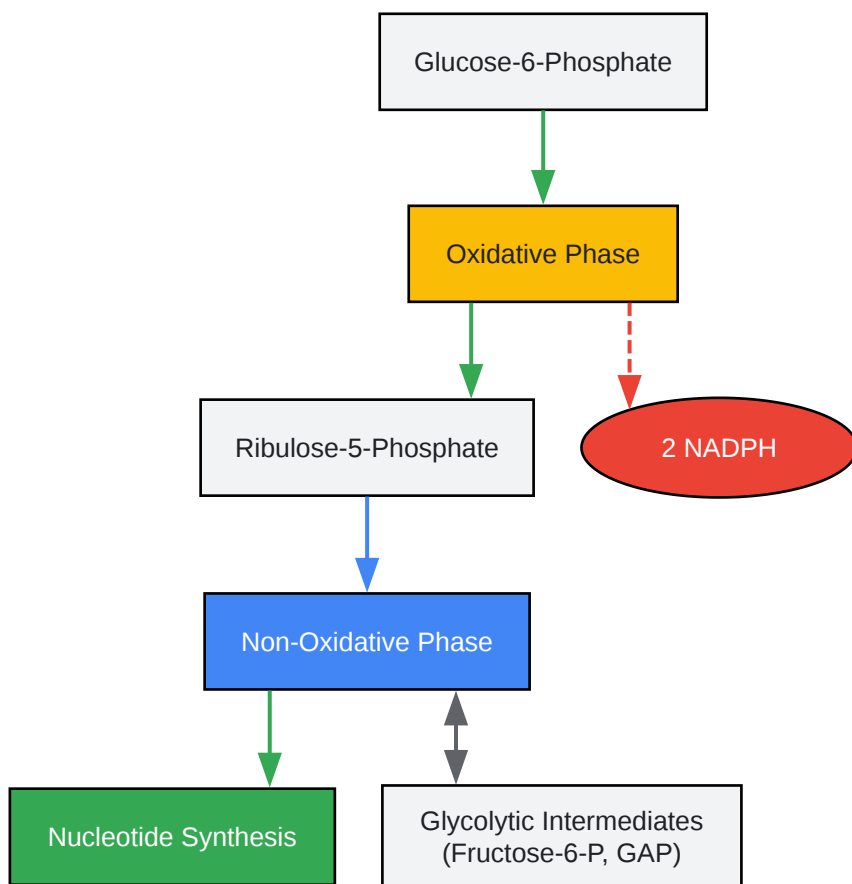 Glucose-6-Phosphate
Oxidative Phase
Ribulose-5-Phosphate
2 NADPH
Non-Oxidative Phase
Nucleotide Synthesis
Glycolytic Intermediates
(Fructose-6-P, GAP)